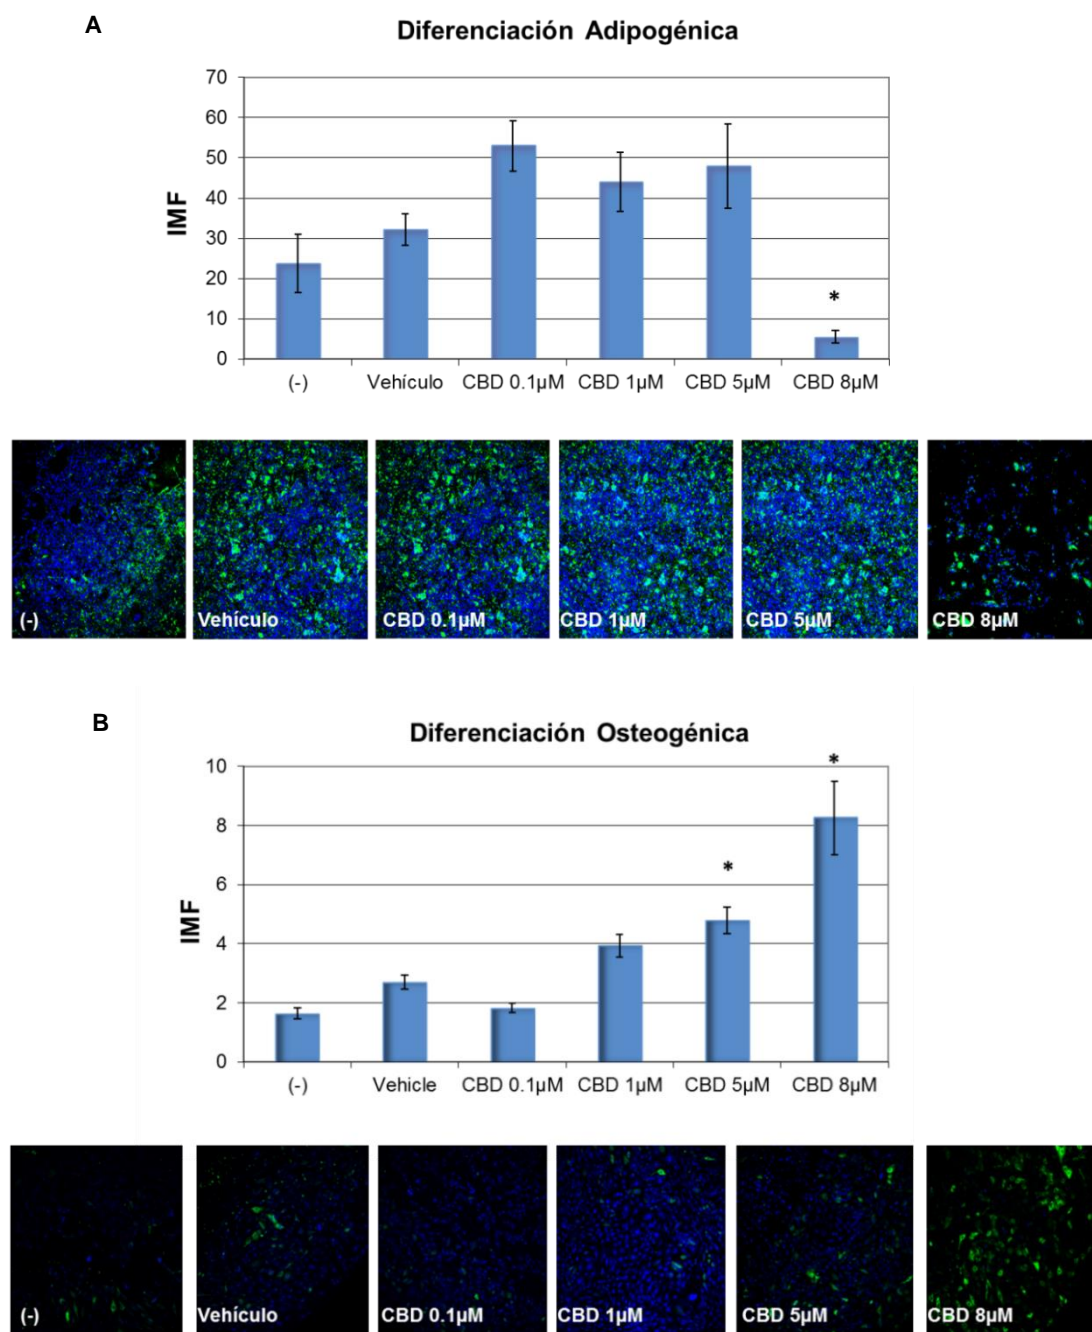 A
Diferenciación Adipogénica
70
60
50
40
30
20
10
0
IMF
*
(-) Vehículo CBD 0.1µM CBD 1µM CBD 5µM CBD 8µM
(-) Vehículo CBD 0.1µM CBD 1µM CBD 5µM CBD 8µM
B
Diferenciación Osteogénica
10
8
6
4
2
0
IMF
*
*
(-) Vehicle CBD 0.1µM CBD 1µM CBD 5µM CBD 8µM
(-) Vehículo CBD 0.1µM CBD 1µM CBD 5µM CBD 8µM